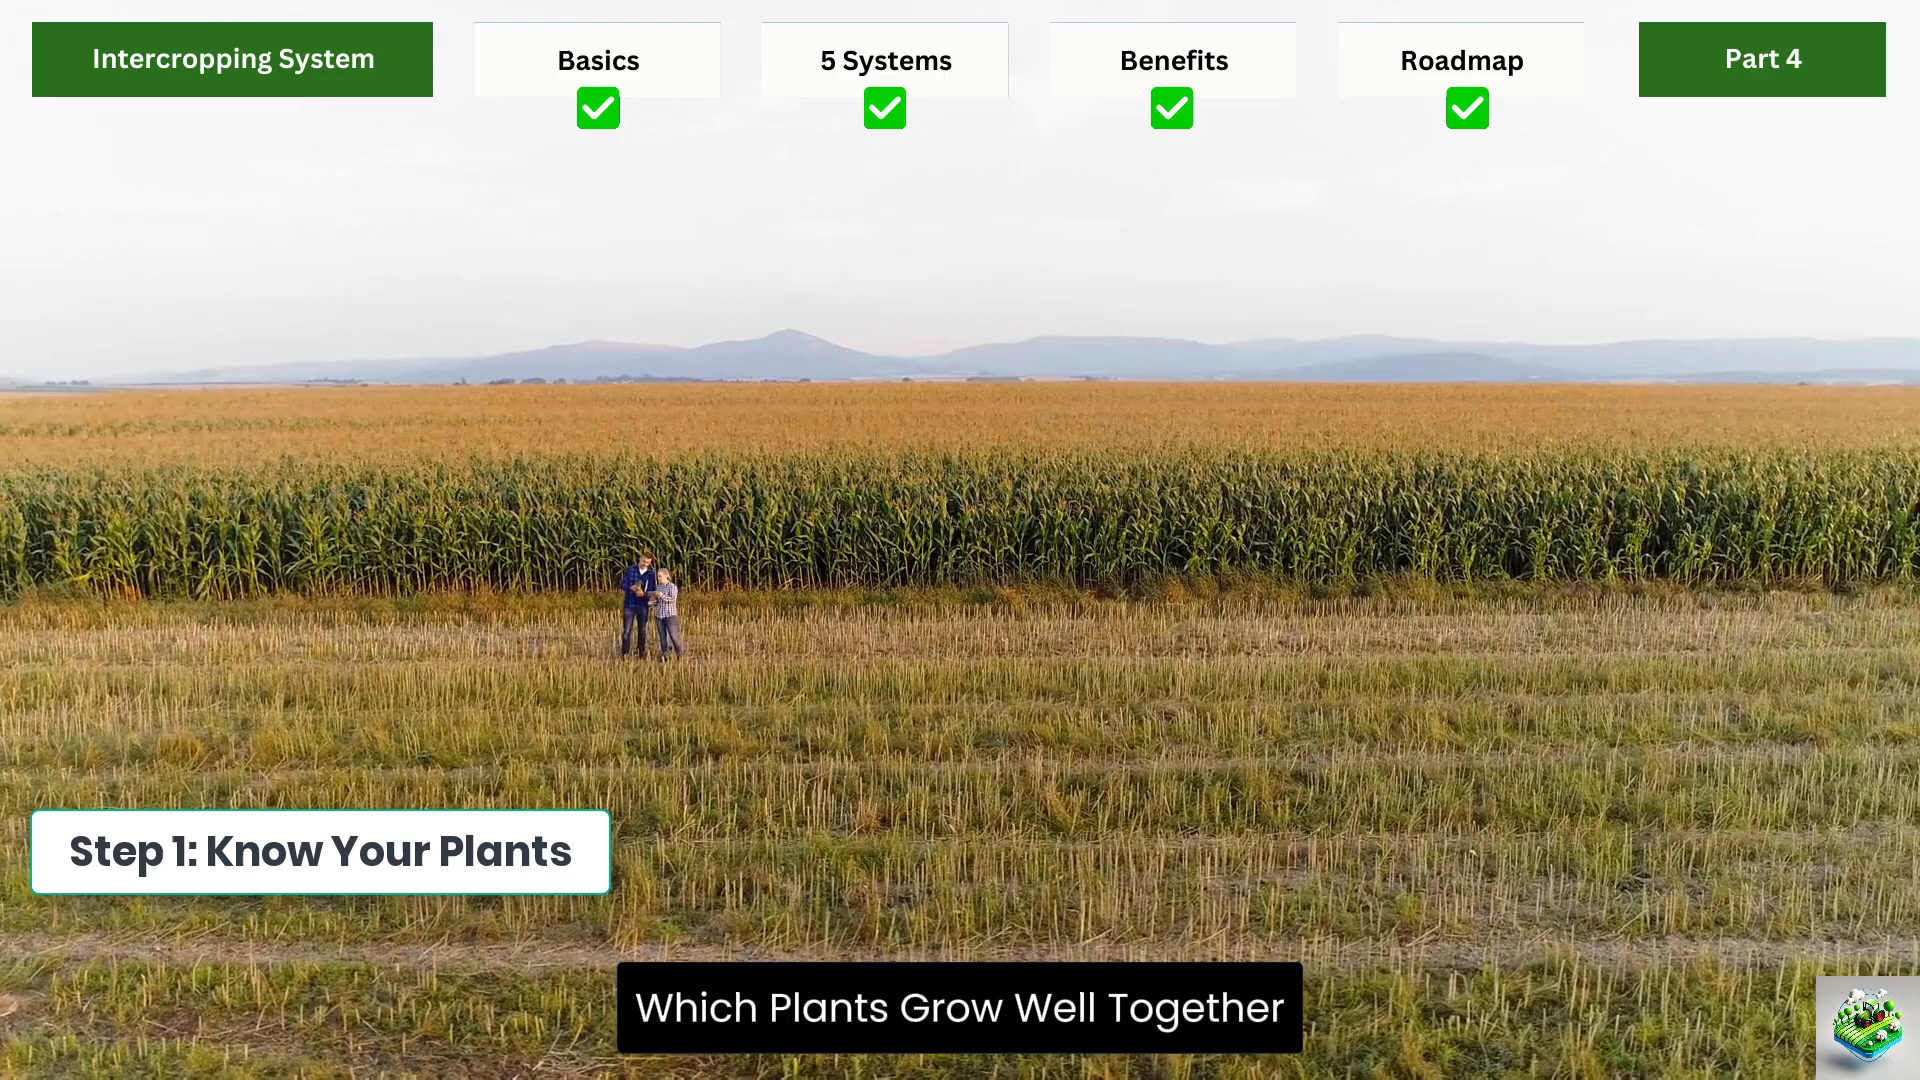 Intercropping System
Basics
5 Systems
Benefits
Roadmap
Part 4
Step 1: Know Your Plants
Which Plants Grow Well Together